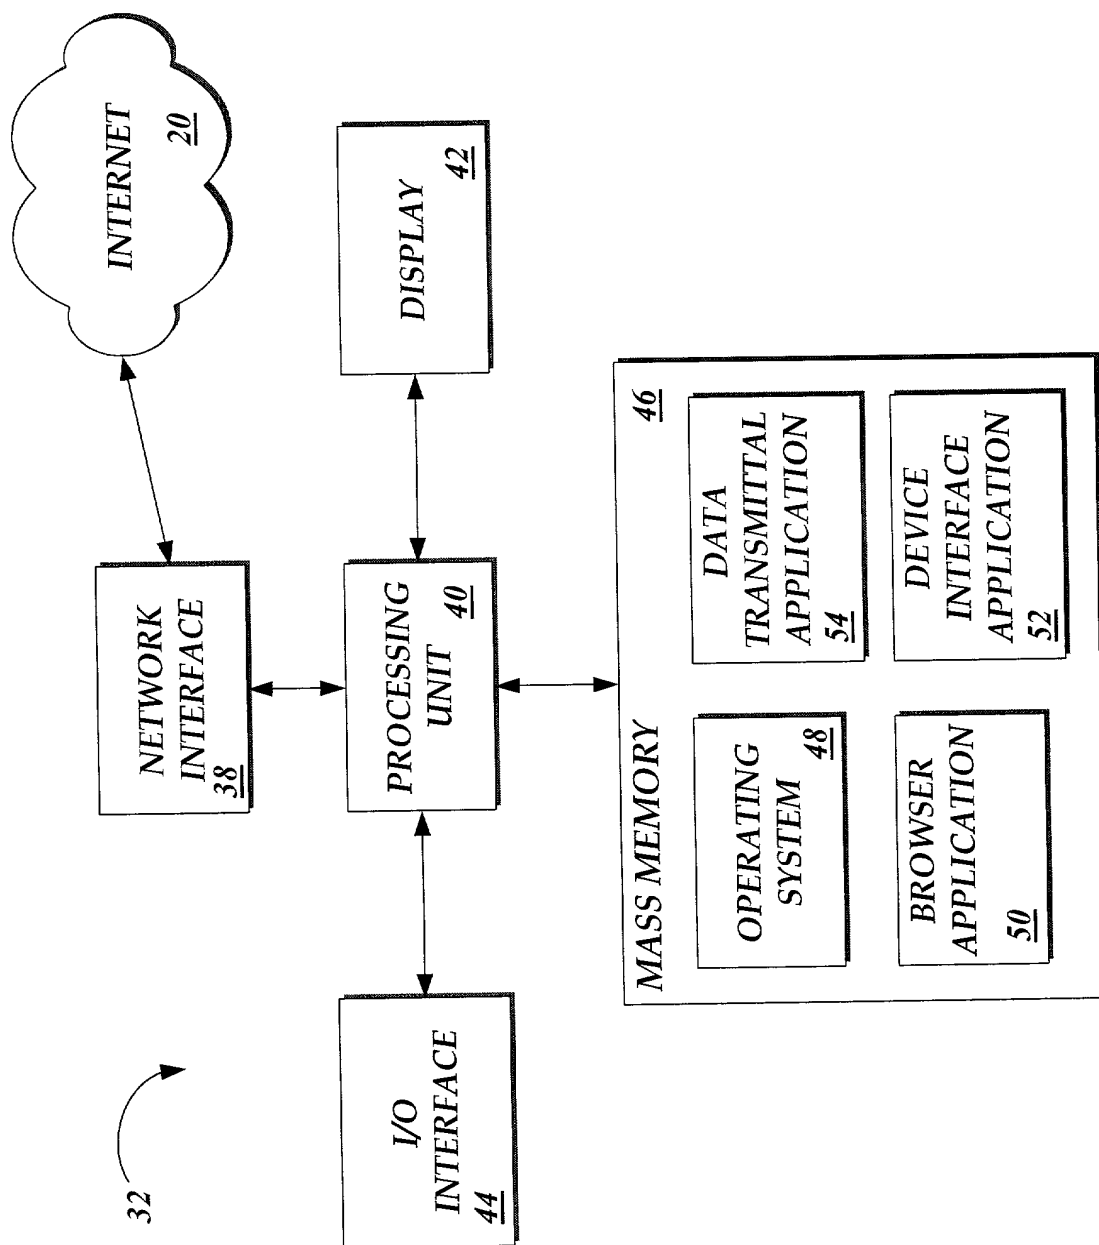 32
INTERNET
20
NETWORK
INTERFACE
38
I/O
INTERFACE
44
PROCESSING
UNIT
40
DISPLAY
42
MASS MEMORY
46
OPERATING
SYSTEM
48
DATA
TRANSMITTAL
APPLICATION
54
BROWSER
APPLICATION
50
DEVICE
INTERFACE
APPLICATION
52